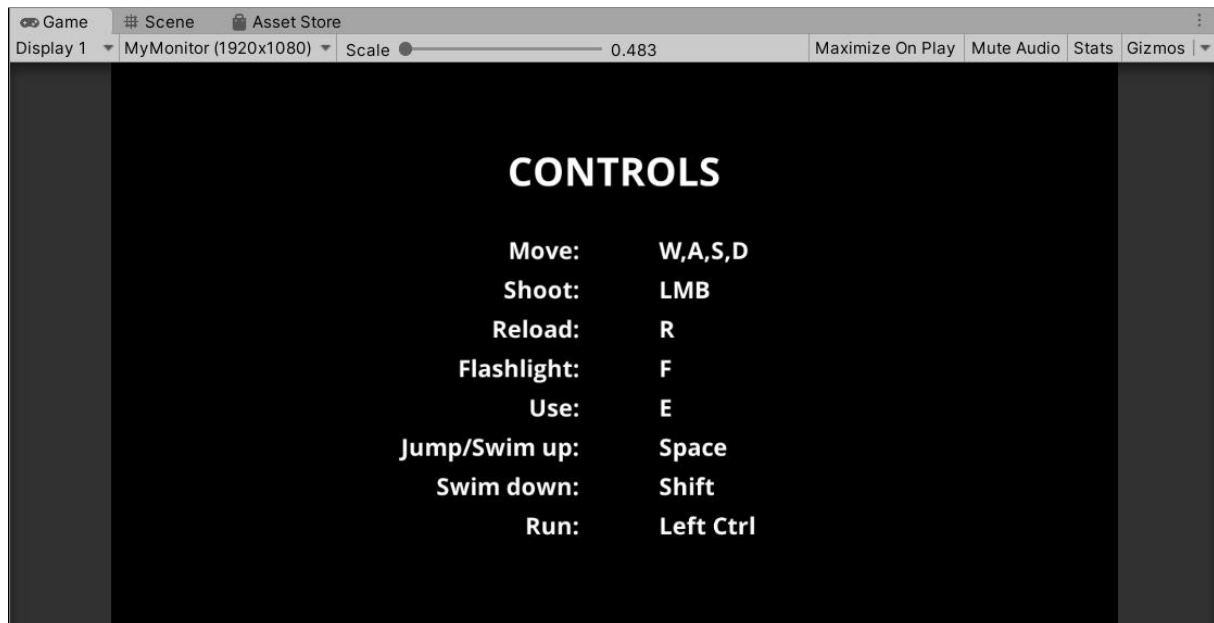 Game Scene Asset Store
Display 1 MyMonitor (1920x1080) Scale 0.483 Maximize On Play Mute Audio Stats Gizmos
CONTROLS
Move: W,A,S,D
Shoot: LMB
Reload: R
Flashlight: F
Use: E
Jump/Swim up: Space
Swim down: Shift
Run: Left Ctrl